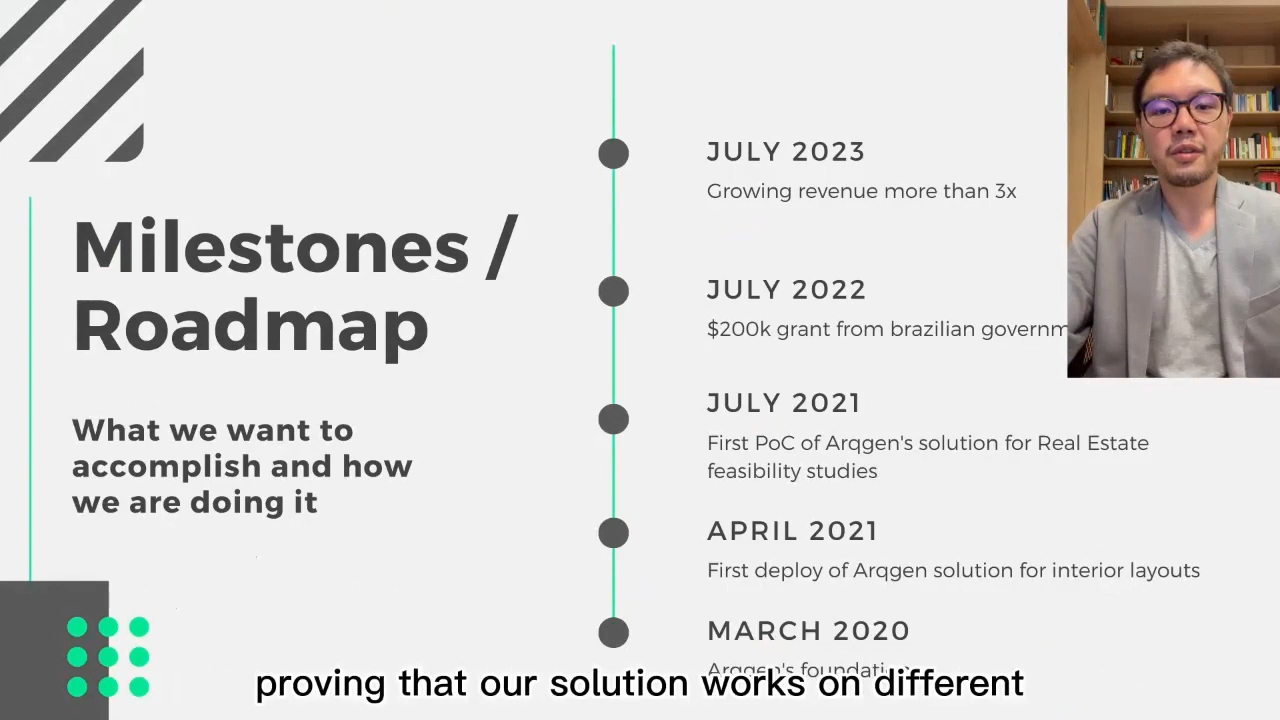 Milestones /
Roadmap
What we want to
accomplish and how
we are doing it
JULY 2023
Growing revenue more than 3x
JULY 2022
$200k grant from brazilian
JULY 2021
First PoC of Arqgen's solution for Real Estate
feasibility studies
APRIL 2021
First deploy of Arqgen solution for interior layouts
MARCH 2020
Arqgen's
proving that our solution works on different